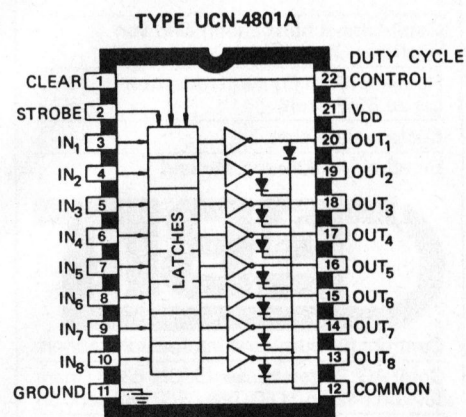 TYPE UCN-4801A
DUTY CYCLE
CLEAR 1 22 CONTROL
STROBE 2 21 VDD
IN1 3 20 OUT1
IN2 4 19 OUT2
IN3 5 18 OUT3
IN4 6 17 OUT4
IN5 7 16 OUT5
IN6 8 15 OUT6
IN7 9 14 OUT7
IN8 10 13 OUT8
GROUND 11 12 COMMON
LATCHES